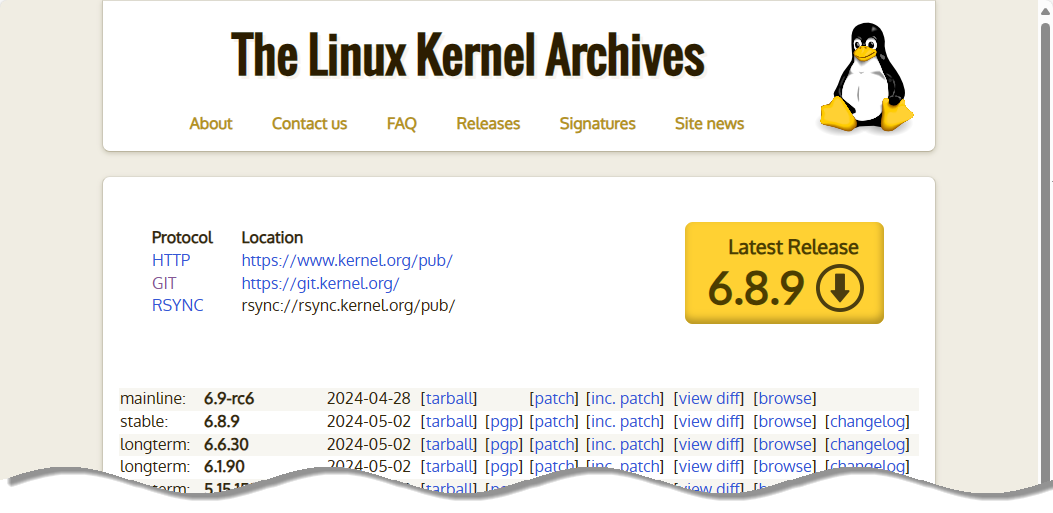 The Linux Kernel Archives
About Contact us FAQ Releases Signatures Site news
Protocol Location
HTTP https://www.kernel.org/pub/
GIT https://git.kernel.org/
RSYNC rsync://rsync.kernel.org/pub/
Latest Release
6.8.9
mainline: 6.9-rc6 2024-04-28 [tarball] [patch] [inc. patch] [view diff] [browse]
stable: 6.8.9 2024-05-02 [tarball] [pgp] [patch] [inc. patch] [view diff] [browse] [changelog]
longterm: 6.6.30 2024-05-02 [tarball] [pgp] [patch] [inc. patch] [view diff] [browse] [changelog]
longterm: 6.1.90 2024-05-02 [tarball] [pgp] [patch] [inc. patch] [view diff] [browse] [changelog]
[tarball] [patch] [view diff]